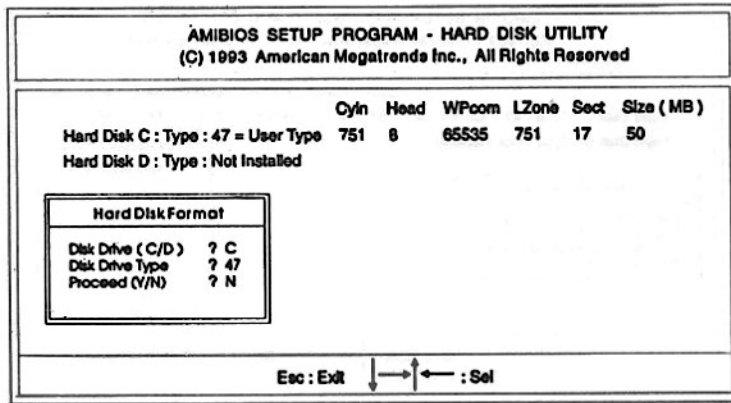 AMIBIOS SETUP PROGRAM - HARD DISK UTILITY
(C) 1993 American Megatrends Inc., All Rights Reserved
Cyln Head WPcom LZone Sect Size ( MB )
Hard Disk C : Type : 47 = User Type 751 8 65535 751 17 50
Hard Disk D : Type : Not Installed
Hard Disk Format
Disk Drive ( C/D ) ? C
Disk Drive Type ? 47
Proceed (Y/N) ? N
Esc : Exit ↓→↑← : Sel